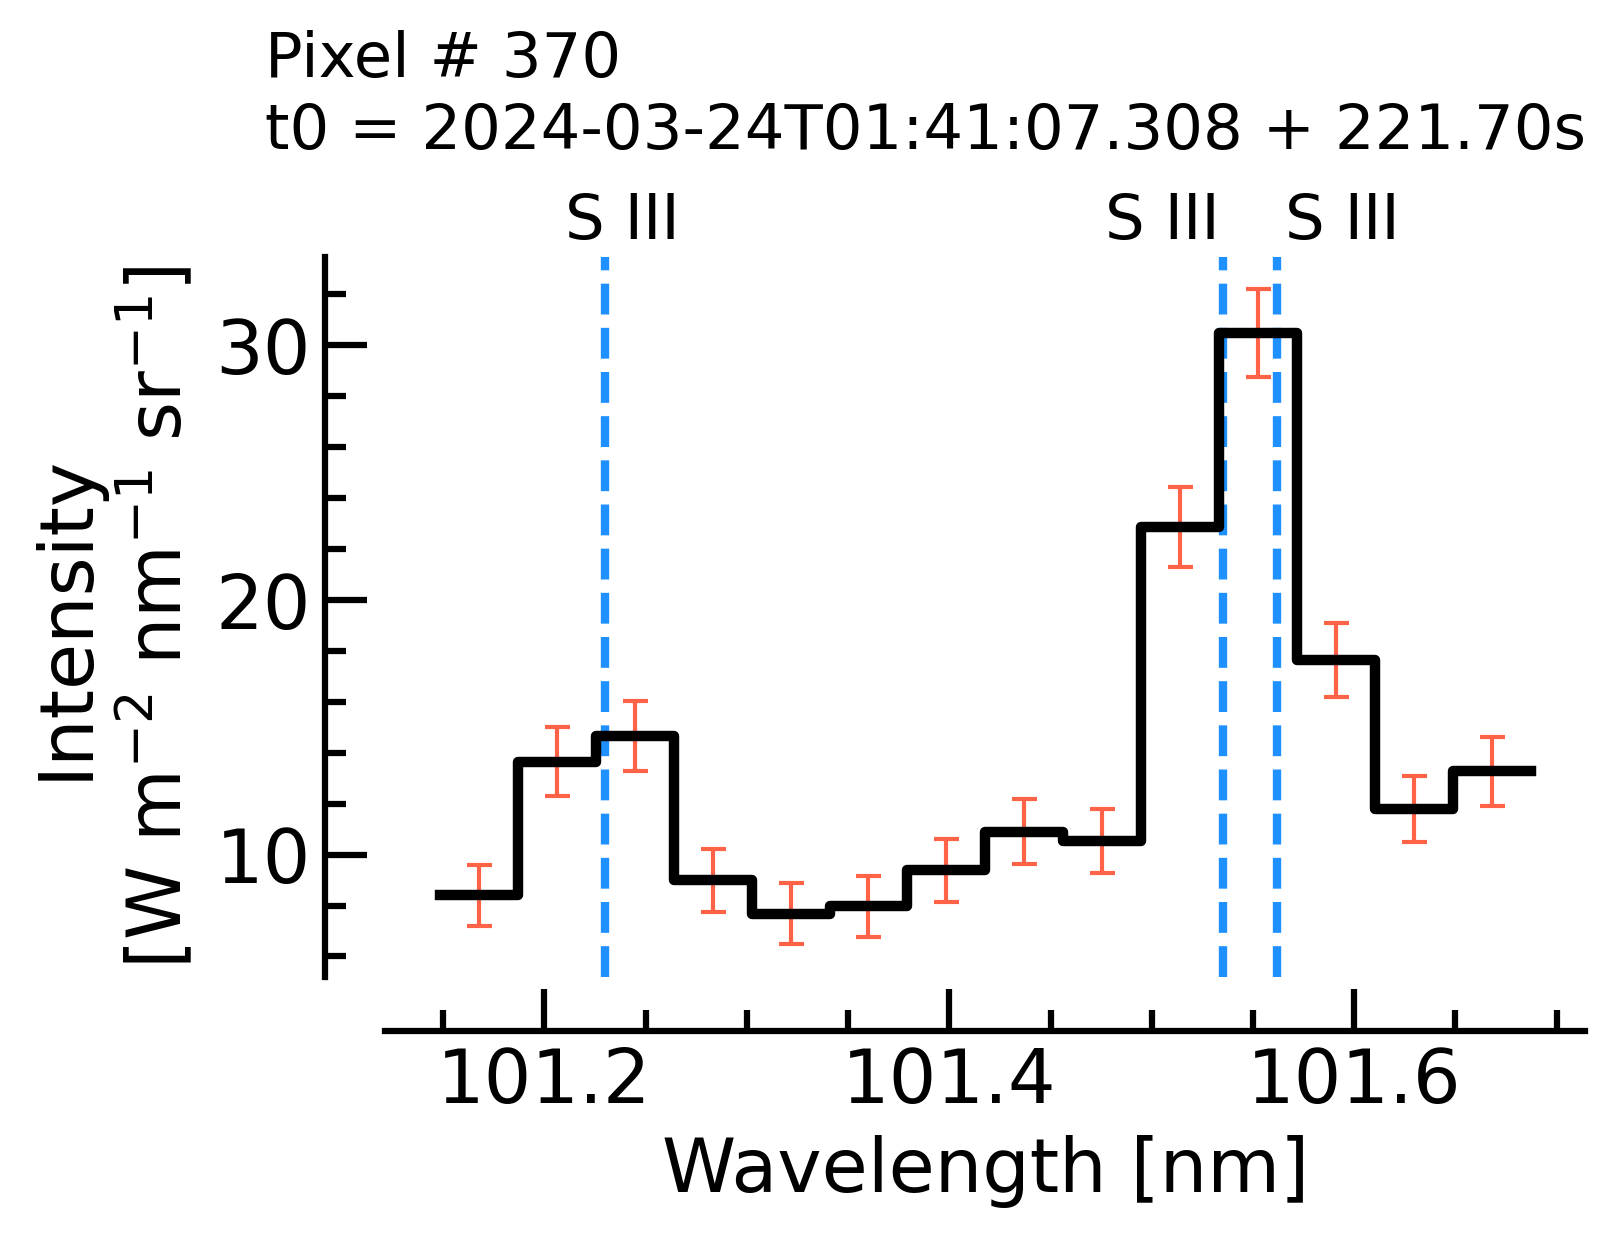 Pixel # 370
t0 = 2024-03-24T01:41:07.308 + 221.70s
S III S III S III
Intensity
[W m⁻² nm⁻¹ sr⁻¹]
30
20
10
101.2 101.4 101.6
Wavelength [nm]